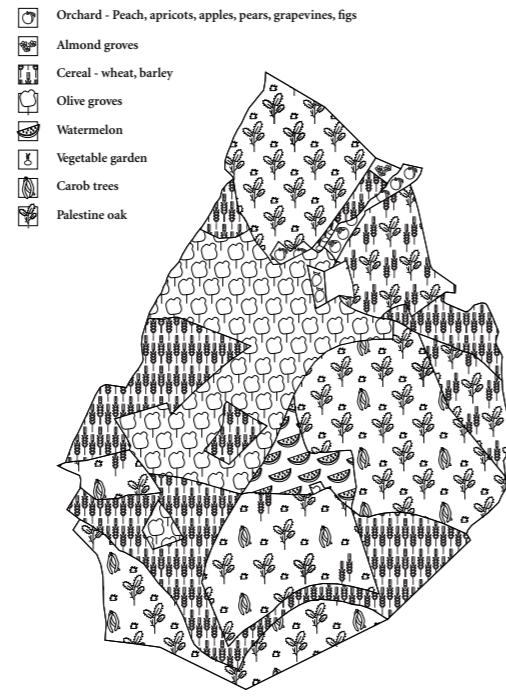 Orchard - Peach, apricots, apples, pears, grapevines, figs
Almond groves
Cereal - wheat, barley
Olive groves
Watermelon
Vegetable garden
Carob trees
Palestine oak